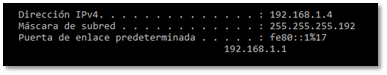 Dirección IPv4. . . . . . . . . . . . . . : 192.168.1.4
Máscara de subred . . . . . . . . . . . . : 255.255.255.192
Puerta de enlace predeterminada . . . . . : fe80::1%17
192.168.1.1